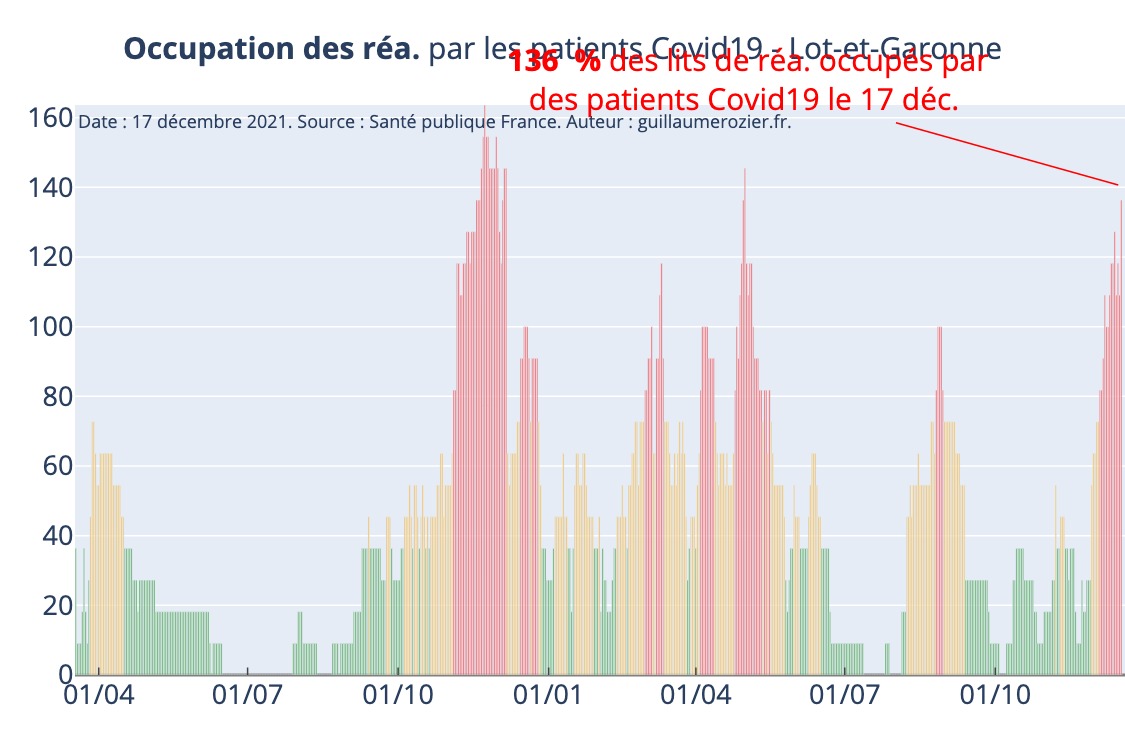 Occupation des réa. par les patients Covid19 - Lot-et-Garonne
136 % des lits de réa. occupés par
des patients Covid19 le 17 déc.
Date : 17 décembre 2021. Source : Santé publique France. Auteur : guillaumerozier.fr.
160
140
120
100
80
60
40
20
0
01/04 01/07 01/10 01/01 01/04 01/07 01/10